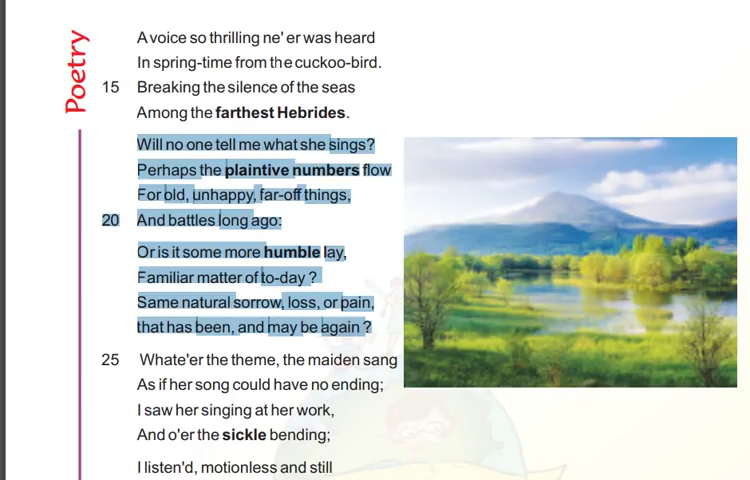 Poetry
A voice so thrilling ne' er was heard
In spring-time from the cuckoo-bird.
15 Breaking the silence of the seas
Among the farthest Hebrides.
Will no one tell me what she sings?
Perhaps the plaintive numbers flow
For old, unhappy, far-off things,
20 And battles long ago:
Or is it some more humble lay,
Familiar matter of to-day ?
Same natural sorrow, loss, or pain,
that has been, and may be again ?
25 Whate'er the theme, the maiden sang
As if her song could have no ending;
I saw her singing at her work,
And o'er the sickle bending;
I listen'd, motionless and still